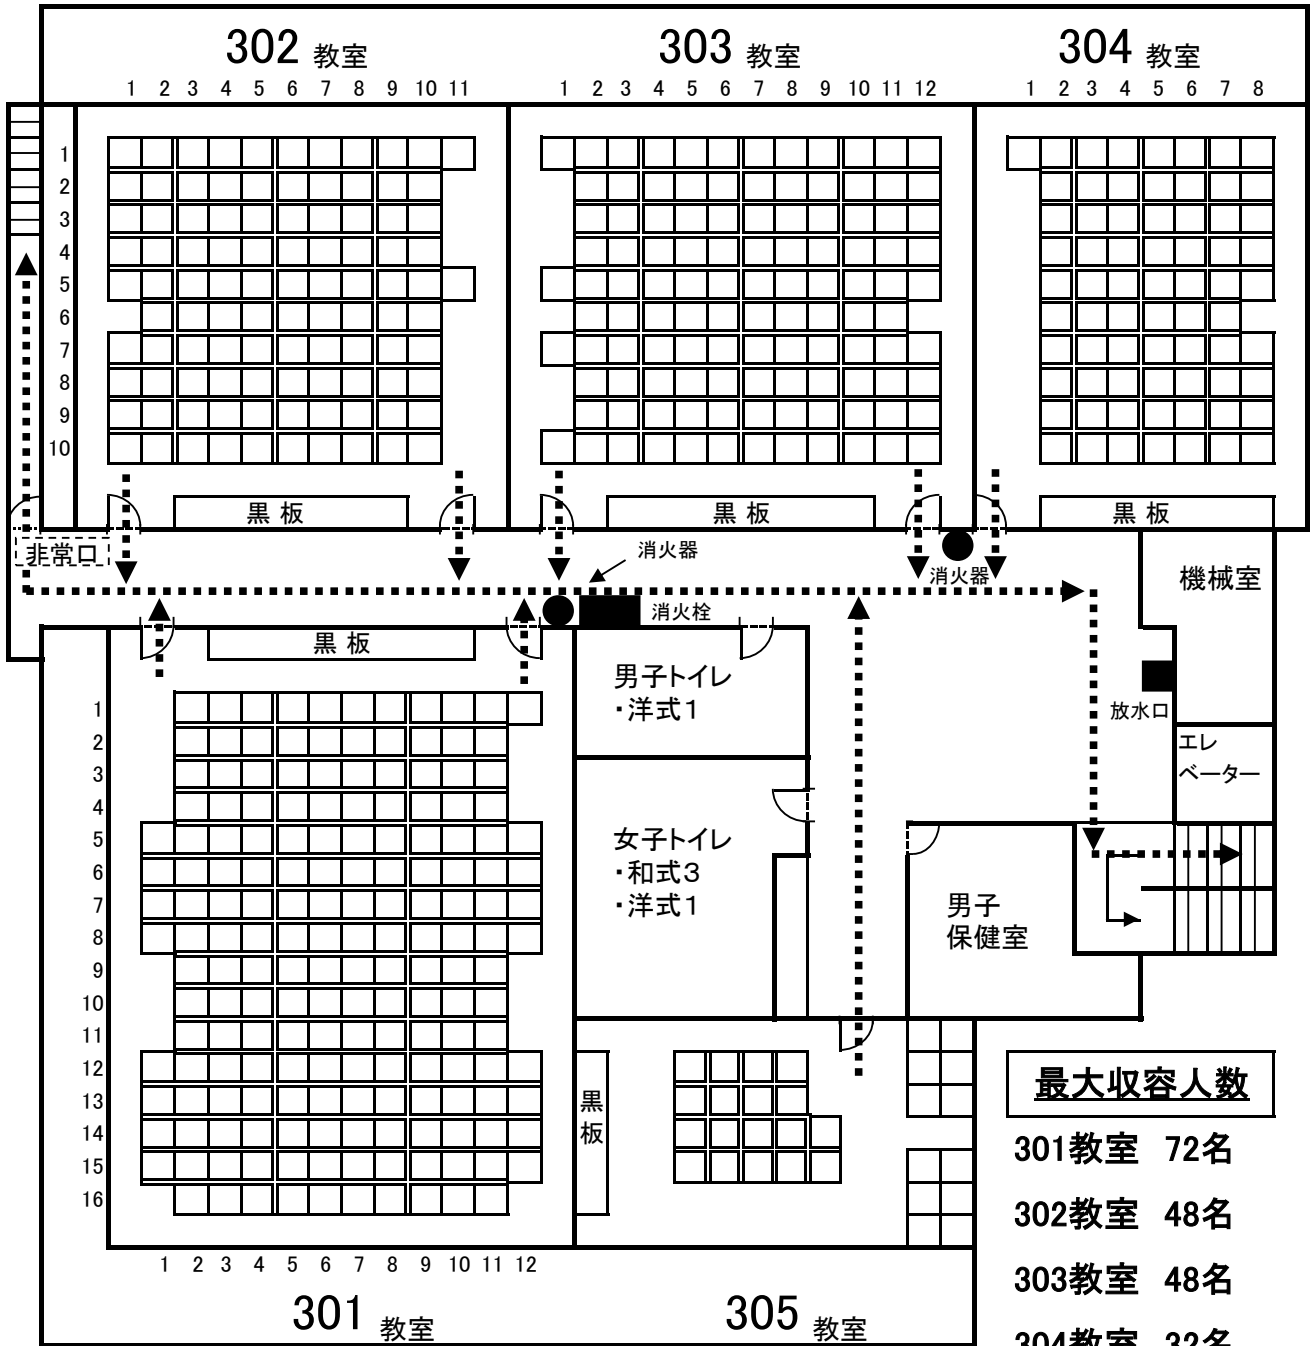 302 教室
303 教室
304 教室
1 2 3 4 5 6 7 8 9 10 11
1 2 3 4 5 6 7 8 9 10 11 12
1 2 3 4 5 6 7 8
1
2
3
4
5
6
7
8
9
10
黒 板
黒 板
黒 板
非常口
消火器
消火器
機械室
消火栓
黒 板
男子トイレ
・洋式1
放水口
エレ
ベーター
1
2
3
4
5
6
7
8
9
10
11
12
13
14
15
16
女子トイレ
・和式3
・洋式1
男子
保健室
黒
板
最大収容人数
301教室 72名
302教室 48名
303教室 48名
304教室 32名
1 2 3 4 5 6 7 8 9 10 11 12
301 教室
305 教室